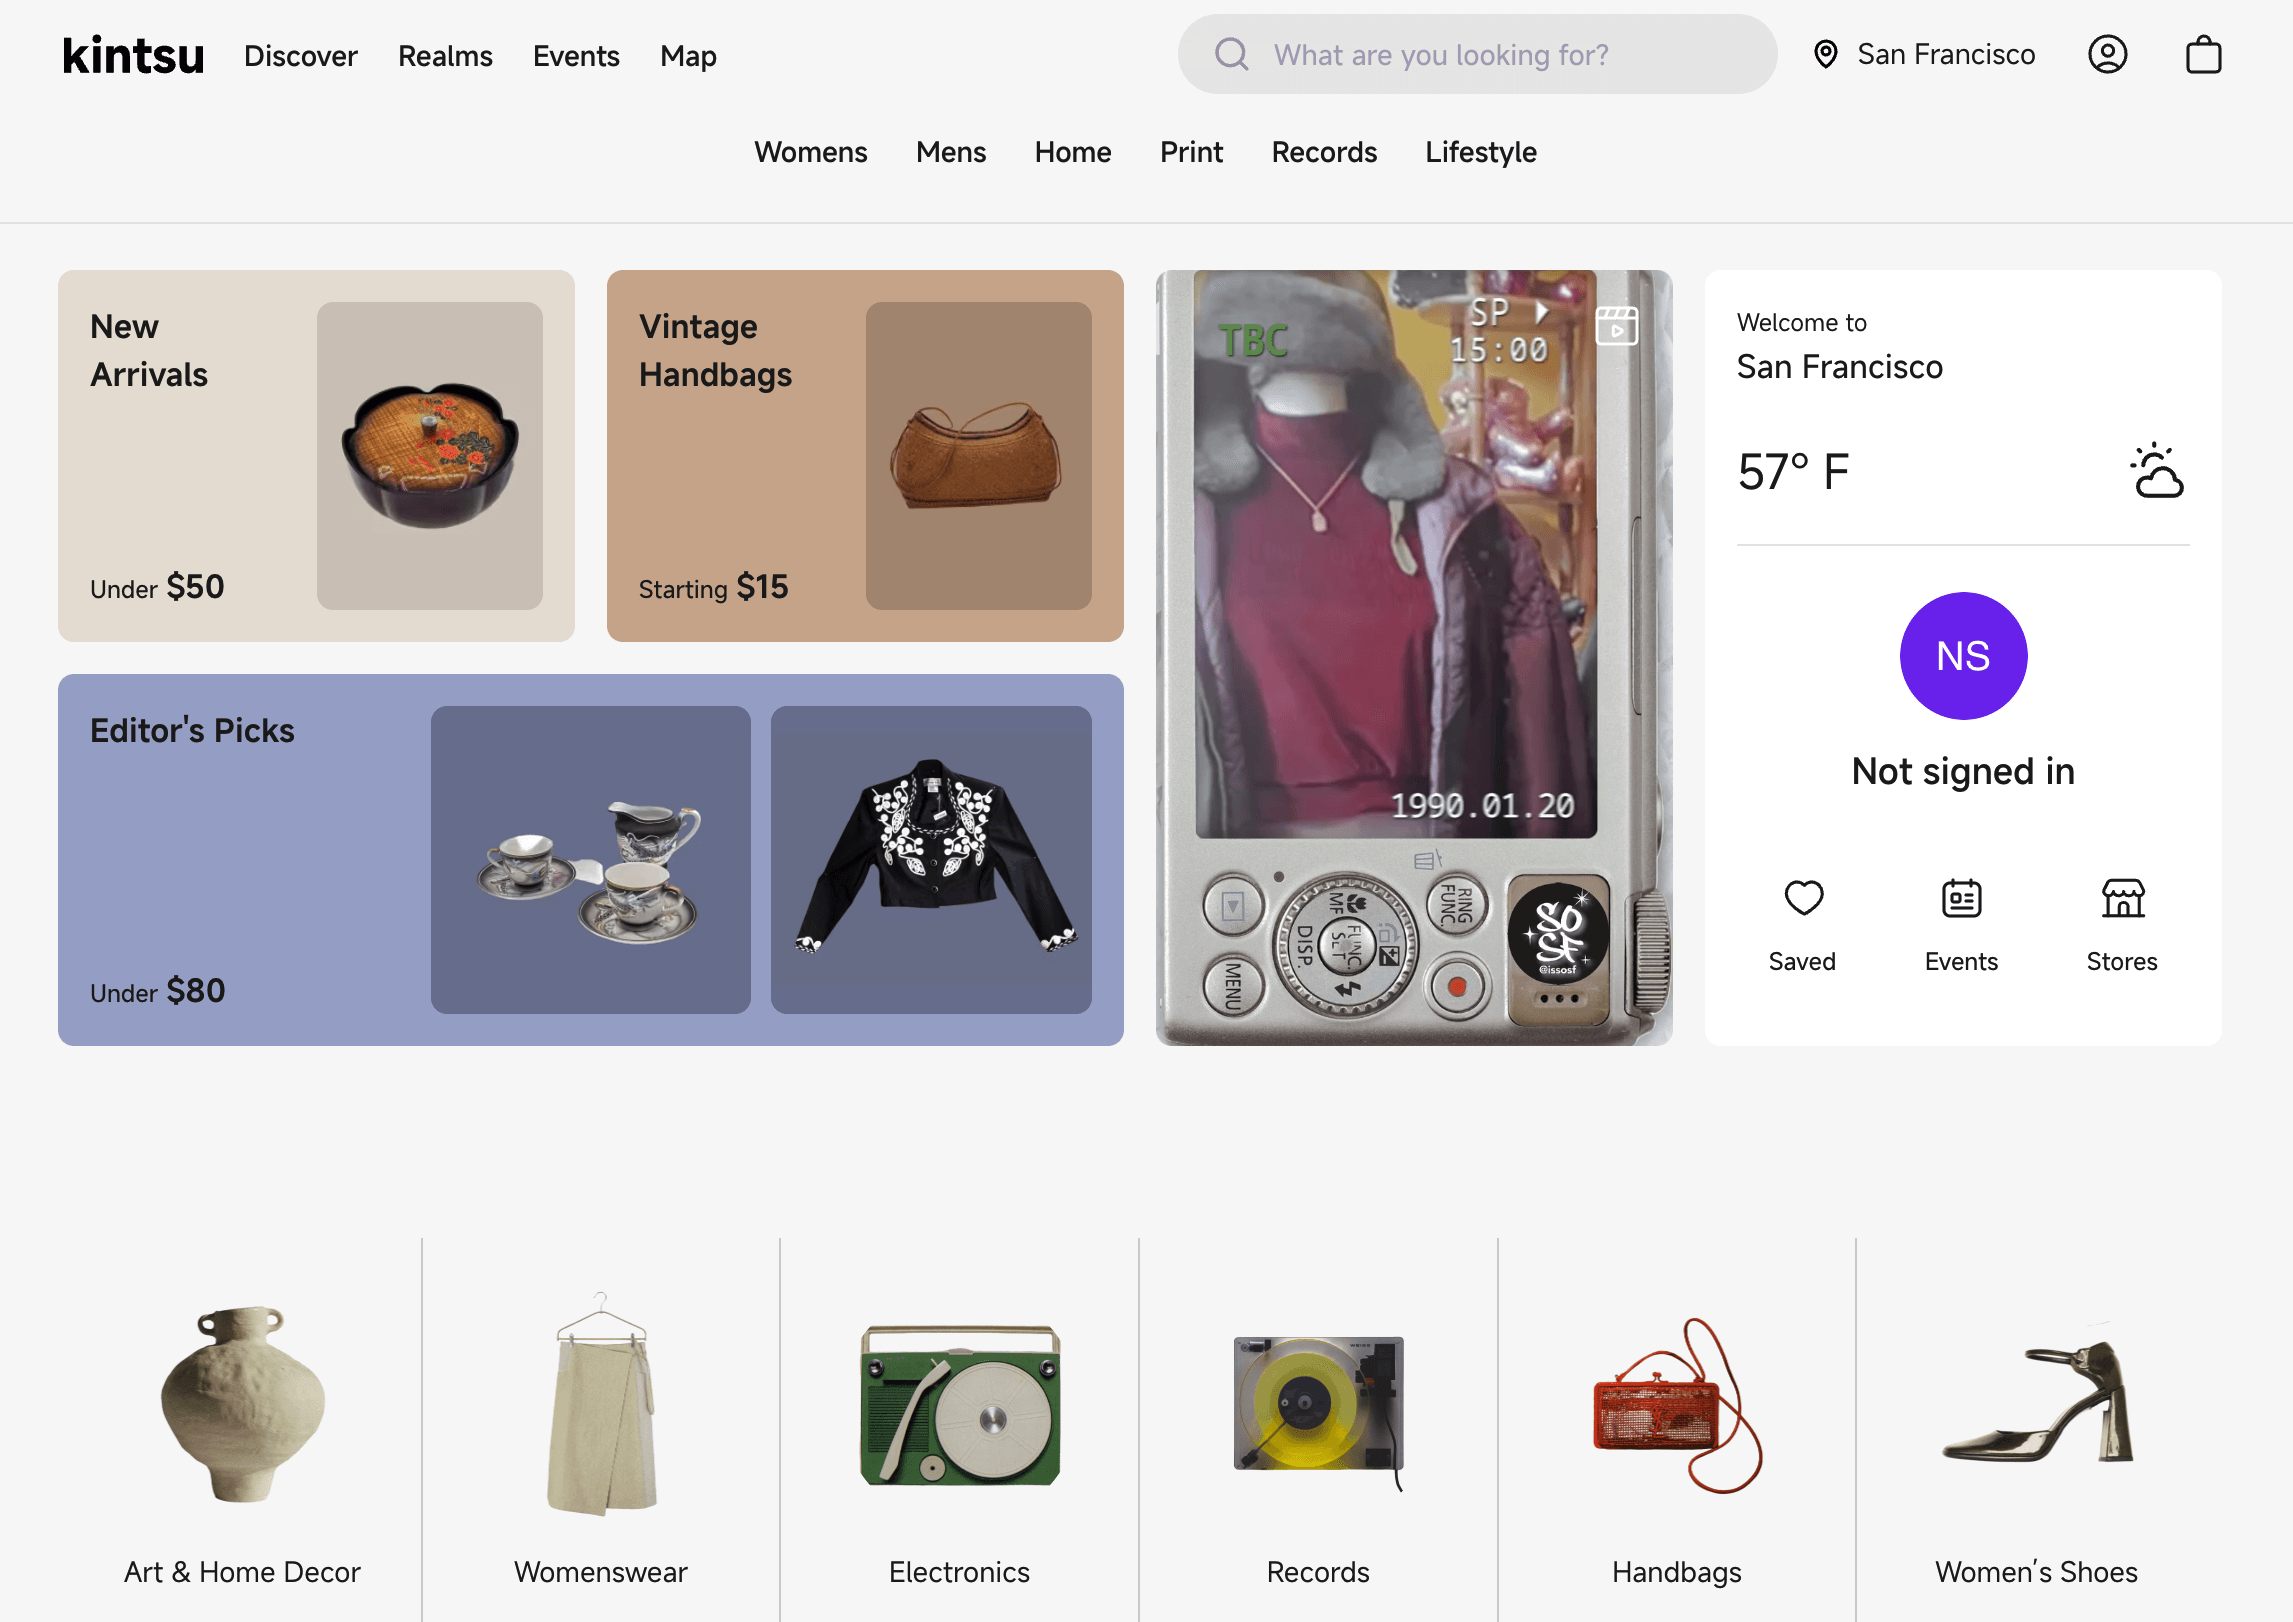 kintsu
Discover
Realms
Events
Map
What are you looking for?
San Francisco
Womens
Mens
Home
Print
Records
Lifestyle
New
Arrivals
Under $50
Vintage
Handbags
Starting $15
Editor's Picks
Under $80
TBC
SP
15:00
1990.01.20
RING
FUNC.
MF
FUNC.
SET
DISP.
MENU
SO
SF
@issosf
Welcome to
San Francisco
57° F
NS
Not signed in
Saved
Events
Stores
Art & Home Decor
Womenswear
Electronics
Records
Handbags
Women's Shoes